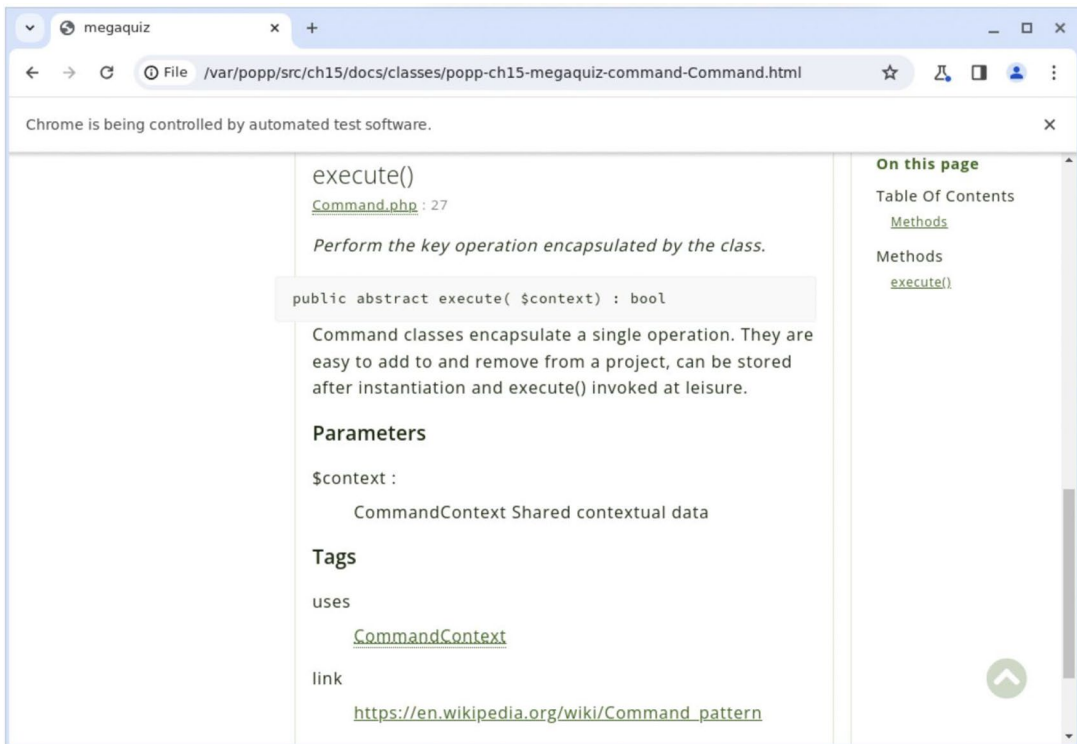 megaquiz
File /var/popp/src/ch15/docs/classes/popp-ch15-megaquiz-command-Command.html
Chrome is being controlled by automated test software.
execute()
Command.php : 27
Perform the key operation encapsulated by the class.
public abstract execute( $context) : bool
Command classes encapsulate a single operation. They are
easy to add to and remove from a project, can be stored
after instantiation and execute() invoked at leisure.
Parameters
$context :
CommandContext Shared contextual data
Tags
uses
CommandContext
link
https://en.wikipedia.org/wiki/Command_pattern
On this page
Table Of Contents
Methods
Methods
execute()